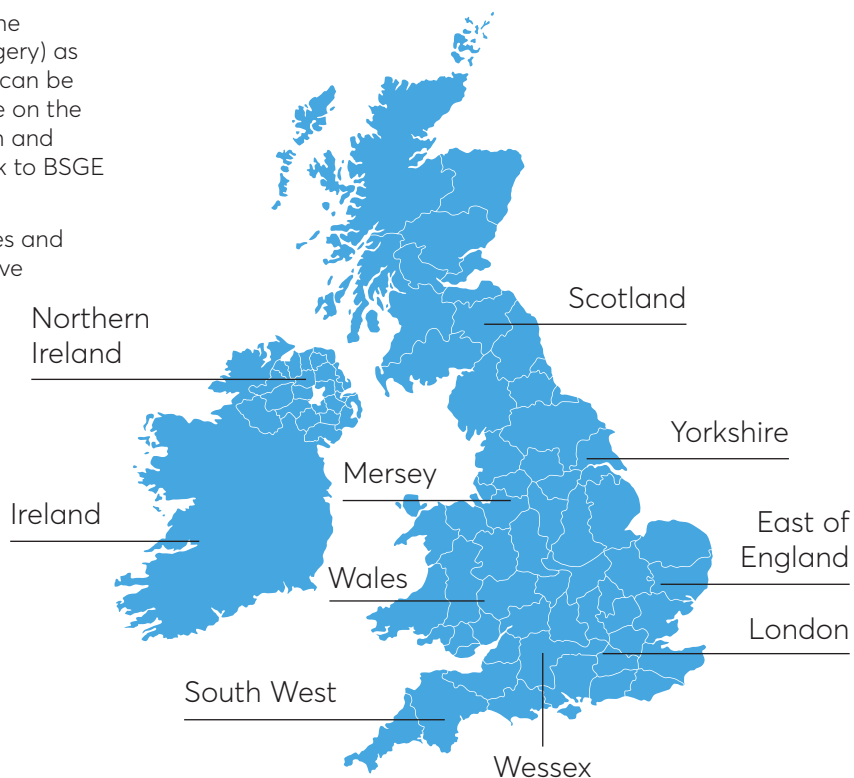 ne
gery) as
can be
e on the
n and
k to BSGE
es and
ve
Northern
Ireland
Scotland
Yorkshire
Mersey
Ireland
East of
England
Wales
London
South West
Wessex